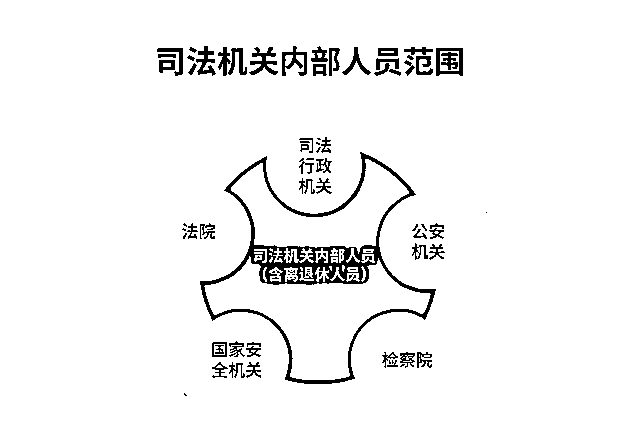 司法机关内部人员范围
司法
行政
机关
法院
公安
机关
司法机关内部人员
（含离退休人员）
国家安
全机关
检察院